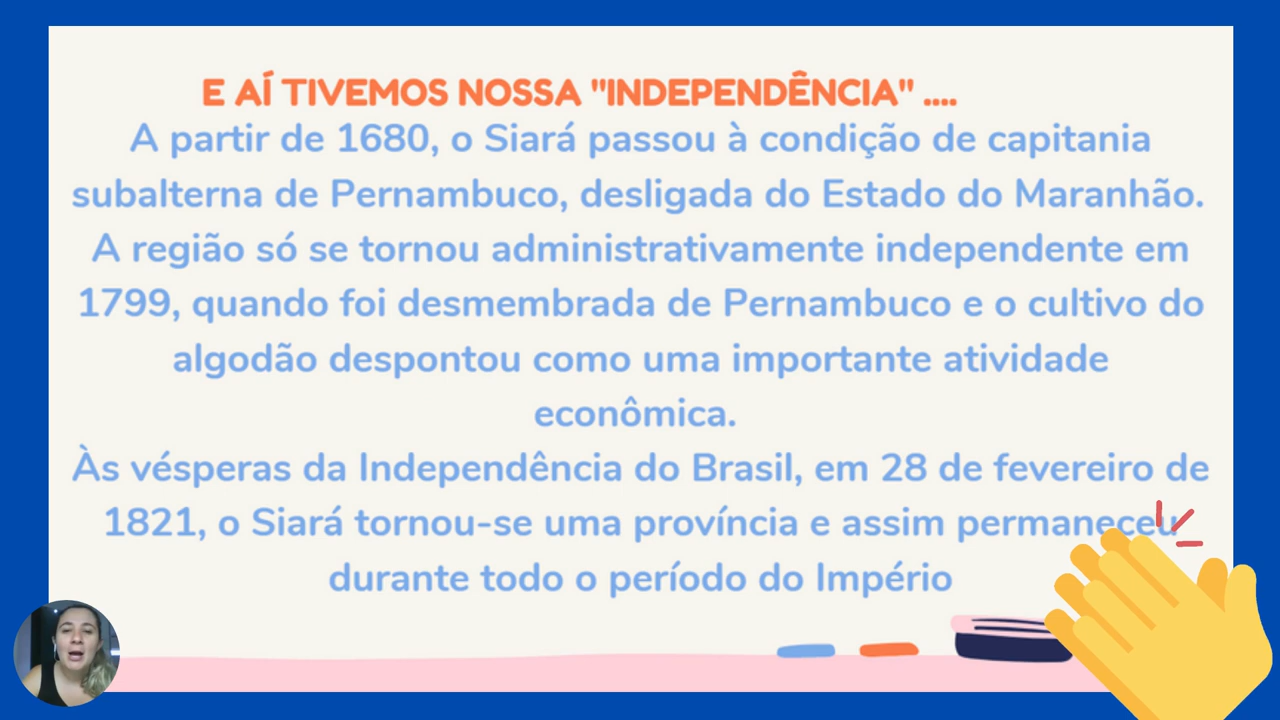 E AÍ TIVEMOS NOSSA "INDEPENDÊNCIA" ....
A partir de 1680, o Siará passou à condição de capitania
subalterna de Pernambuco, desligada do Estado do Maranhão.
A região só se tornou administrativamente independente em
1799, quando foi desmembrada de Pernambuco e o cultivo do
algodão despontou como uma importante atividade
econômica.
Às vésperas da Independência do Brasil, em 28 de fevereiro de
1821, o Siará tornou-se uma província e assim permaneceu
durante todo o período do Império